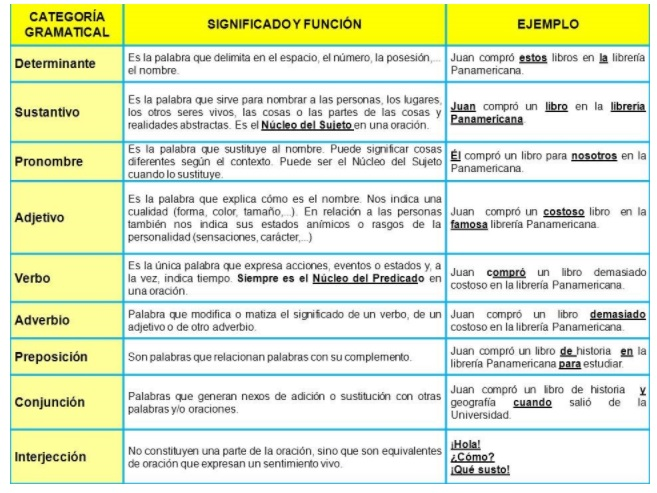 CATEGORÍA
GRAMATICAL
SIGNIFICADO Y FUNCIÓN
EJEMPLO
Determinante
Es la palabra que delimita en el espacio, el número, la posesión,...
el nombre.
Juan compró estos libros en la librería
Panamericana.
Sustantivo
Es la palabra que sirve para nombrar a las personas, los lugares,
los otros seres vivos, las cosas o las partes de las cosas y
realidades abstractas. Es el Núcleo del Sujeto en una oración.
Juan compró un libro en la libreria
Panamericana.
Pronombre
Es la palabra que sustituye al nombre. Puede significar cosas
diferentes según el contexto. Puede ser el Núcleo del Sujeto
cuando lo sustituye.
Él compró un libro para nosotros en la
Panamericana.
Adjetivo
Es la palabra que explica cómo es el nombre. Nos indica una
cualidad (forma, color, tamaño,...). En relación a las personas
también nos indica sus estados anímicos o rasgos de la
personalidad (sensaciones, carácter,...)
Juan compró un costoso libro en la
famosa librería Panamericana.
Verbo
Es la única palabra que expresa acciones, eventos o estados y, a
la vez, indica tiempo. Siempre es el Núcleo del Predicado en
una oración.
Juan compró un libro demasiado
costoso en la librería Panamericana.
Adverbio
Palabra que modifica o matiza el significado de un verbo, de un
adjetivo o de otro adverbio.
Juan compró un libro demasiado
costoso en la librería Panamericana.
Preposición
Son palabras que relacionan palabras con su complemento.
Juan compró un libro de historia en la
librería Panamericana para estudiar.
Conjunción
Palabras que generan nexos de adición o sustitución con otras
palabras y/o oraciones.
Juan compró un libro de historia y
geografía cuando salió de la
Universidad.
Interjección
No constituyen una parte de la oración, sino que son equivalentes
de oración que expresan un sentimiento vivo.
¡Hola!
¿Cómo?
¡Qué susto!